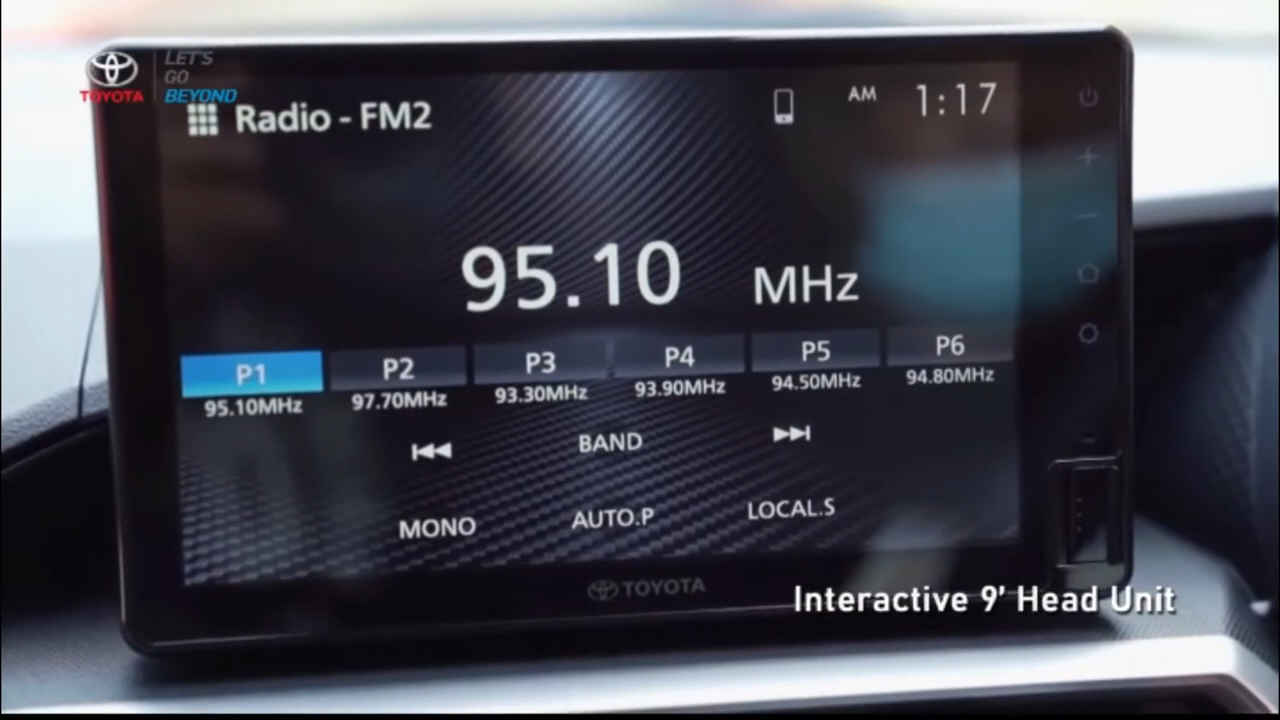 TOYOTA
LET'S
GO
BEYOND
Radio - FM2
AM 1:17
95.10 MHz
P1 P2 P3 P4 P5 P6
95.10MHz 97.70MHz 93.30MHz 93.90MHz 94.50MHz 94.80MHz
BAND
MONO AUTO.P LOCAL.S
TOYOTA
Interactive 9' Head Unit